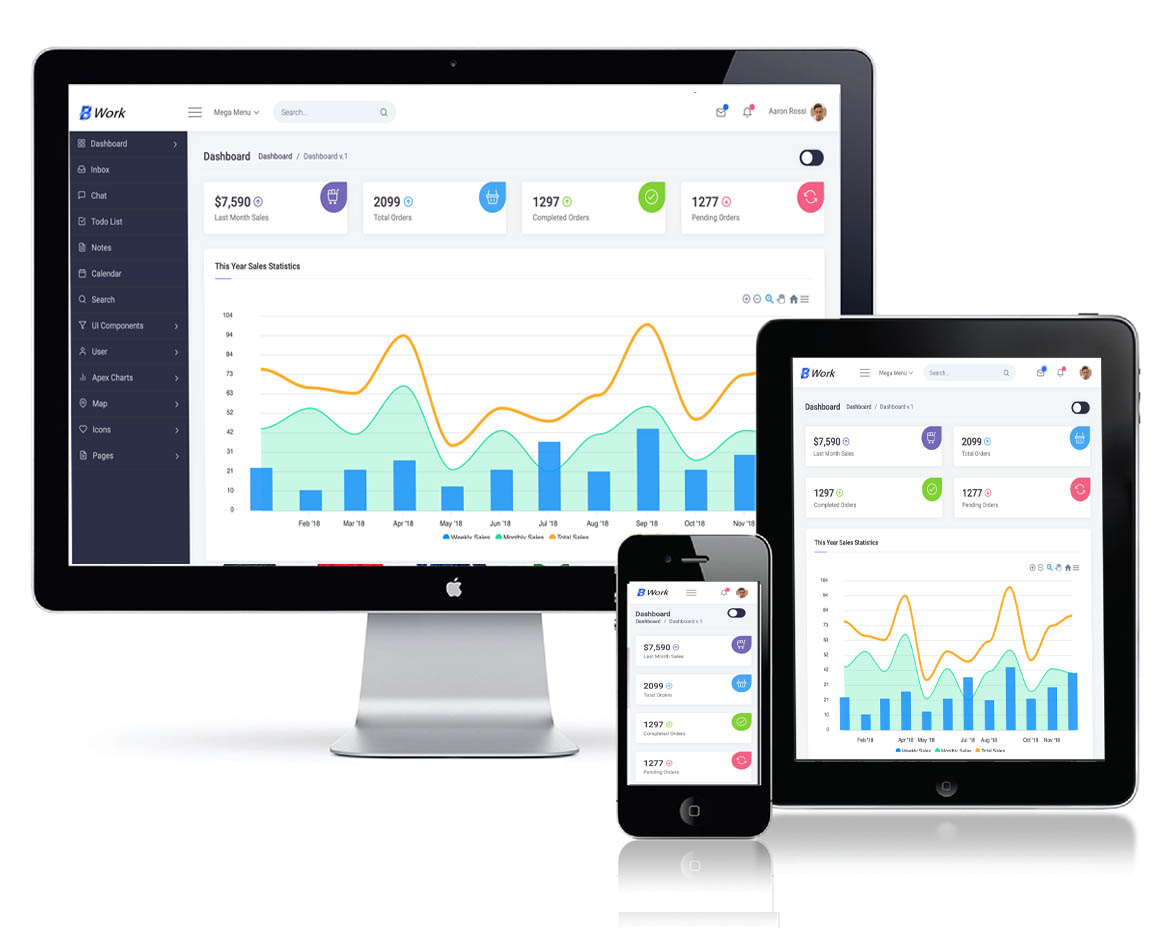 B Work
Mega Menu
Search...
Aaron Rossi
Dashboard
Inbox
Chat
Todo List
Notes
Calendar
Search
UI Components
User
Apex Charts
Map
Icons
Pages
Dashboard Dashboard / Dashboard v.1
$7,590
Last Month Sales
2099
Total Orders
1297
Completed Orders
1277
Pending Orders
This Year Sales Statistics
104
94
84
73
63
52
42
31
21
10
0
Feb '18 Mar '18 Apr '18 May '18 Jun '18 Jul '18 Aug '18 Sep '18 Oct '18 Nov '18
Weekly Sales Monthly Sales Total Sales
B Work
Mega Menu
Search...
Dashboard Dashboard / Dashboard v.1
$7,590
Last Month Sales
2099
Total Orders
1297
Completed Orders
1277
Pending Orders
This Year Sales Statistics
104
94
84
73
63
52
42
31
21
10
0
Feb '18 Apr '18 May '18 Jul '18 Aug '18 Oct '18 Nov '18
Weekly Sales Monthly Sales Total Sales
B Work
Dashboard
Dashboard / Dashboard v.1
$7,590
Last Month Sales
2099
Total Orders
1297
Completed Orders
1277
Pending Orders